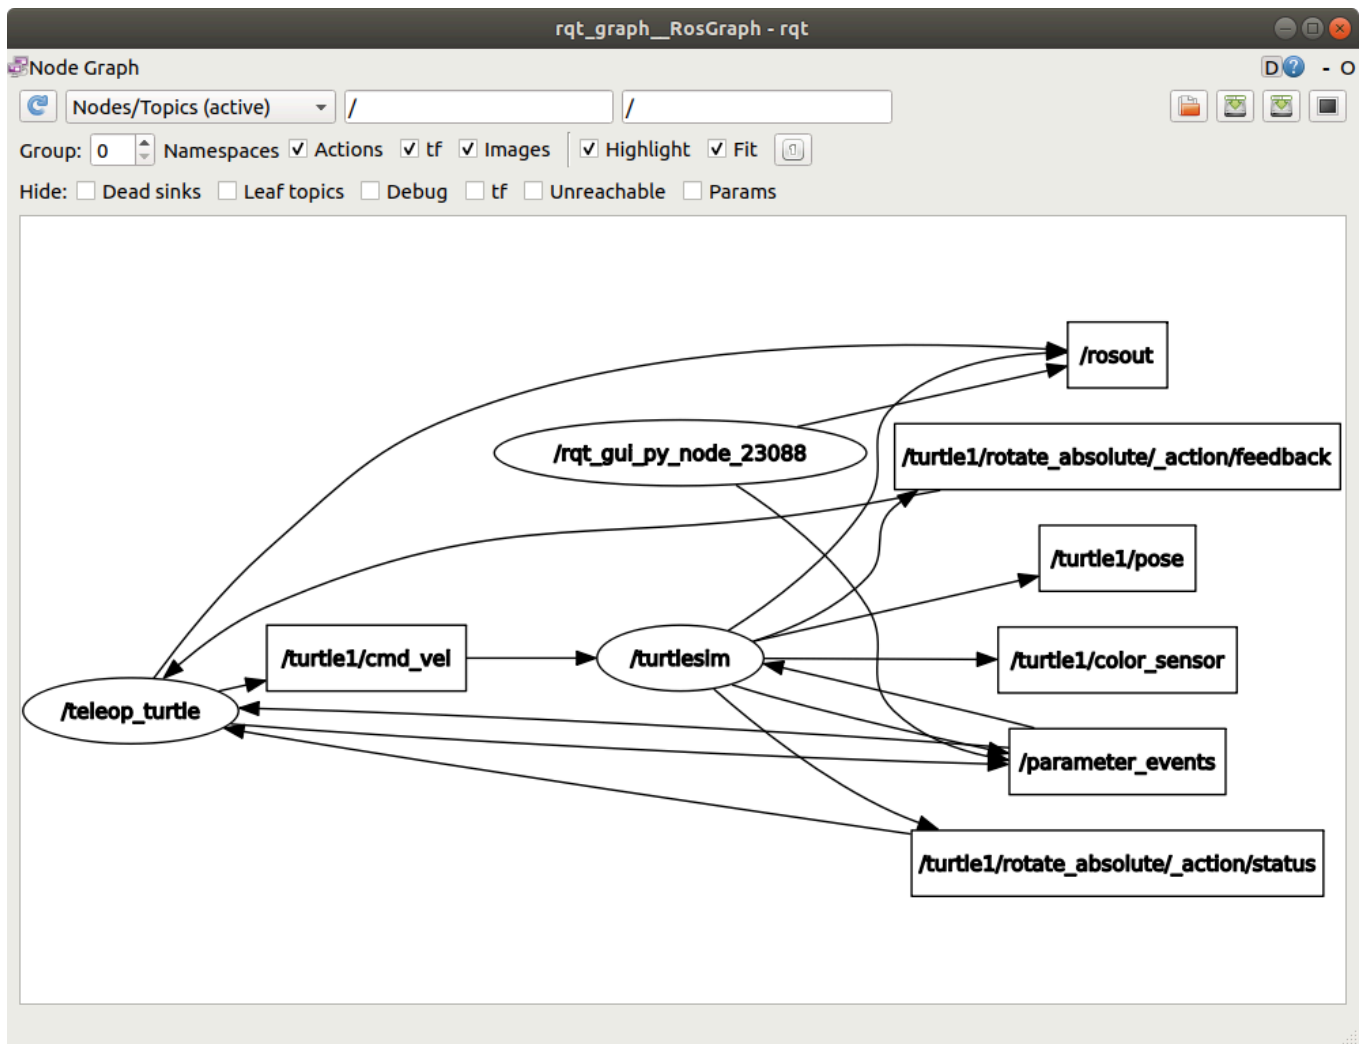 rqt_graph__RosGraph - rqt
Node Graph
D ? - O
Nodes/Topics (active) / /
Group: 0 Namespaces Actions tf Images Highlight Fit
Hide: Dead sinks Leaf topics Debug tf Unreachable Params
/rosout
/rqt_gui_py_node_23088
/turtle1/rotate_absolute/_action/feedback
/turtle1/pose
/turtle1/cmd_vel
/turtlesim
/turtle1/color_sensor
/teleop_turtle
/parameter_events
/turtle1/rotate_absolute/_action/status